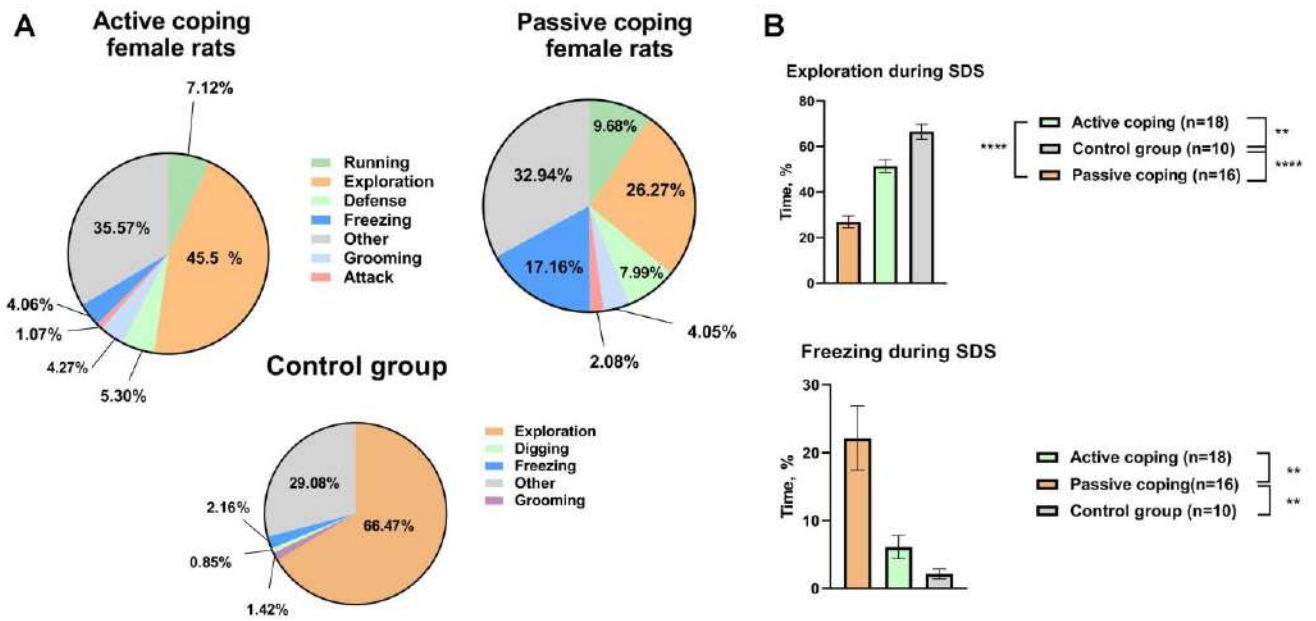 A
Active coping
female rats
7.12%
35.57%
45.5 %
4.06%
1.07%
4.27%
5.30%
Running
Exploration
Defense
Freezing
Other
Grooming
Attack
Passive coping
female rats
9.68%
32.94%
26.27%
17.16%
7.99%
4.05%
2.08%
Control group
29.08%
66.47%
2.16%
0.85%
1.42%
Exploration
Digging
Freezing
Other
Grooming
B
Exploration during SDS
Time, %
80
60
40
20
0
Active coping (n=18)
Control group (n=10)
Passive coping (n=16)
****
**
****
Freezing during SDS
Time, %
30
20
10
0
Active coping (n=18)
Passive coping(n=16)
Control group (n=10)
**
**